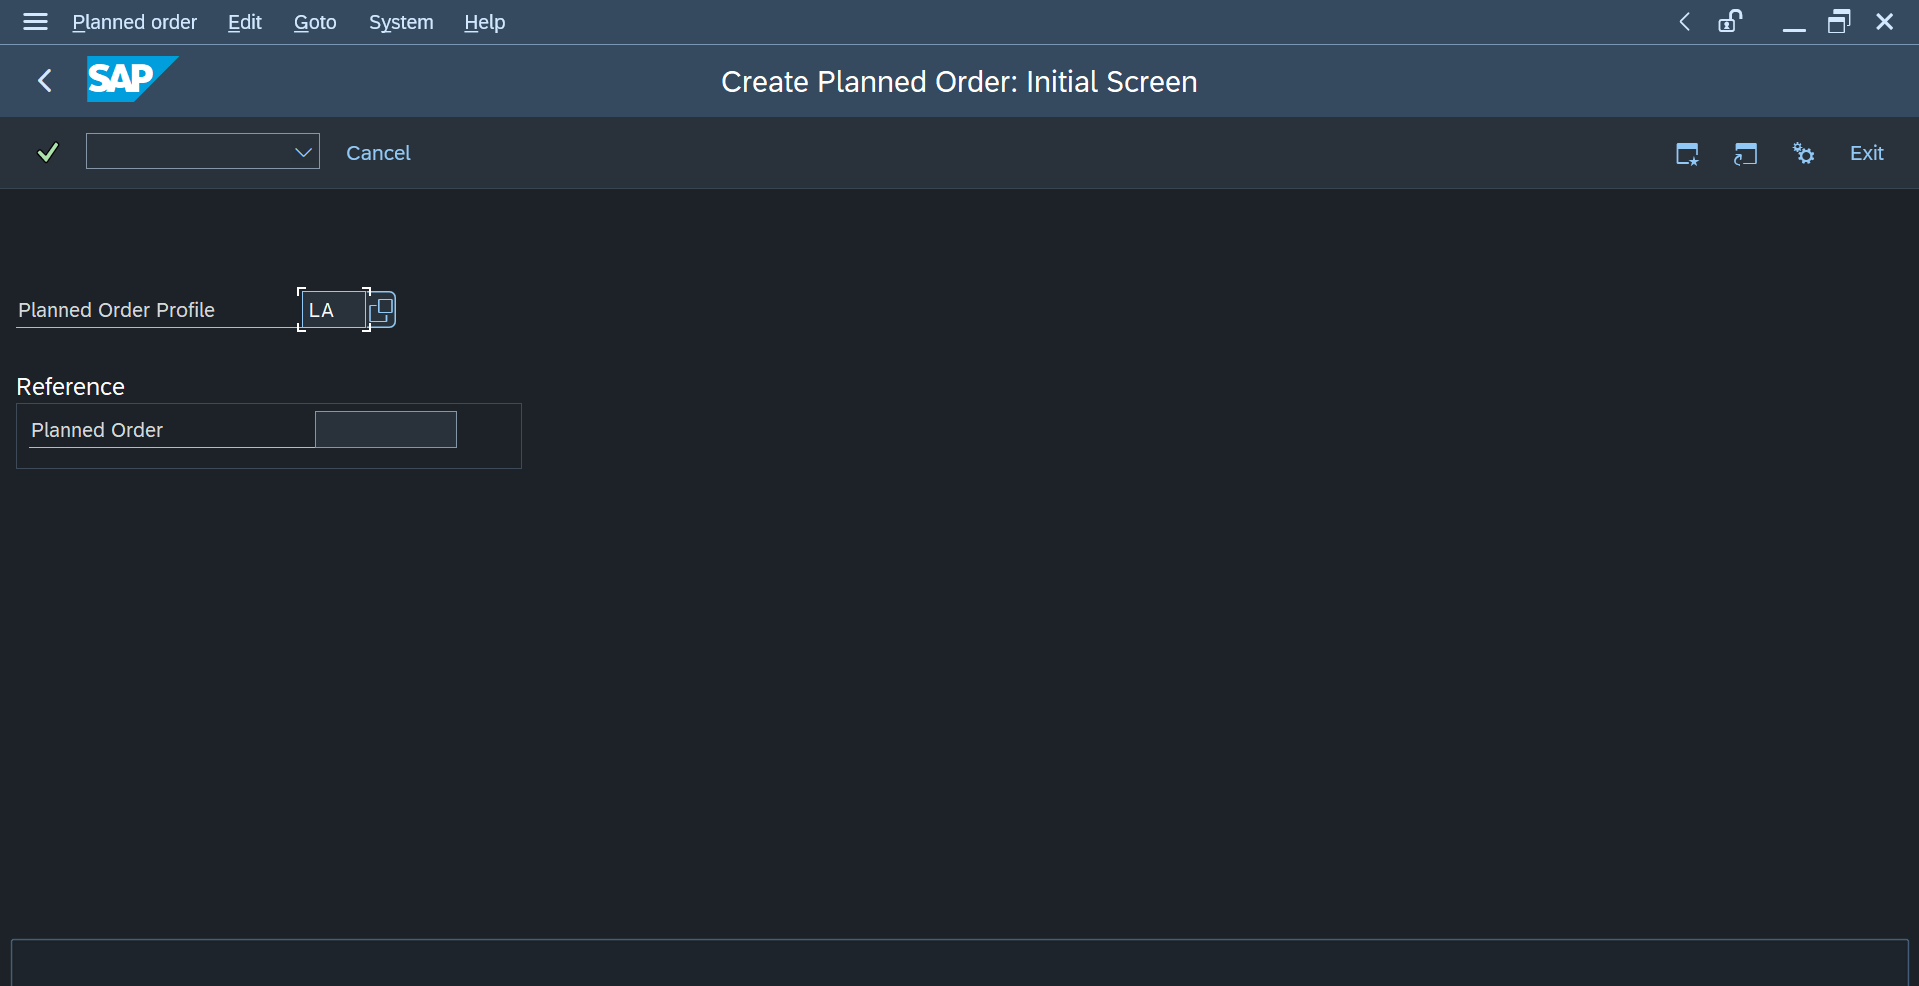 Planned order Edit Goto System Help
SAP Create Planned Order: Initial Screen
Cancel Exit
Planned Order Profile LA
Reference
Planned Order